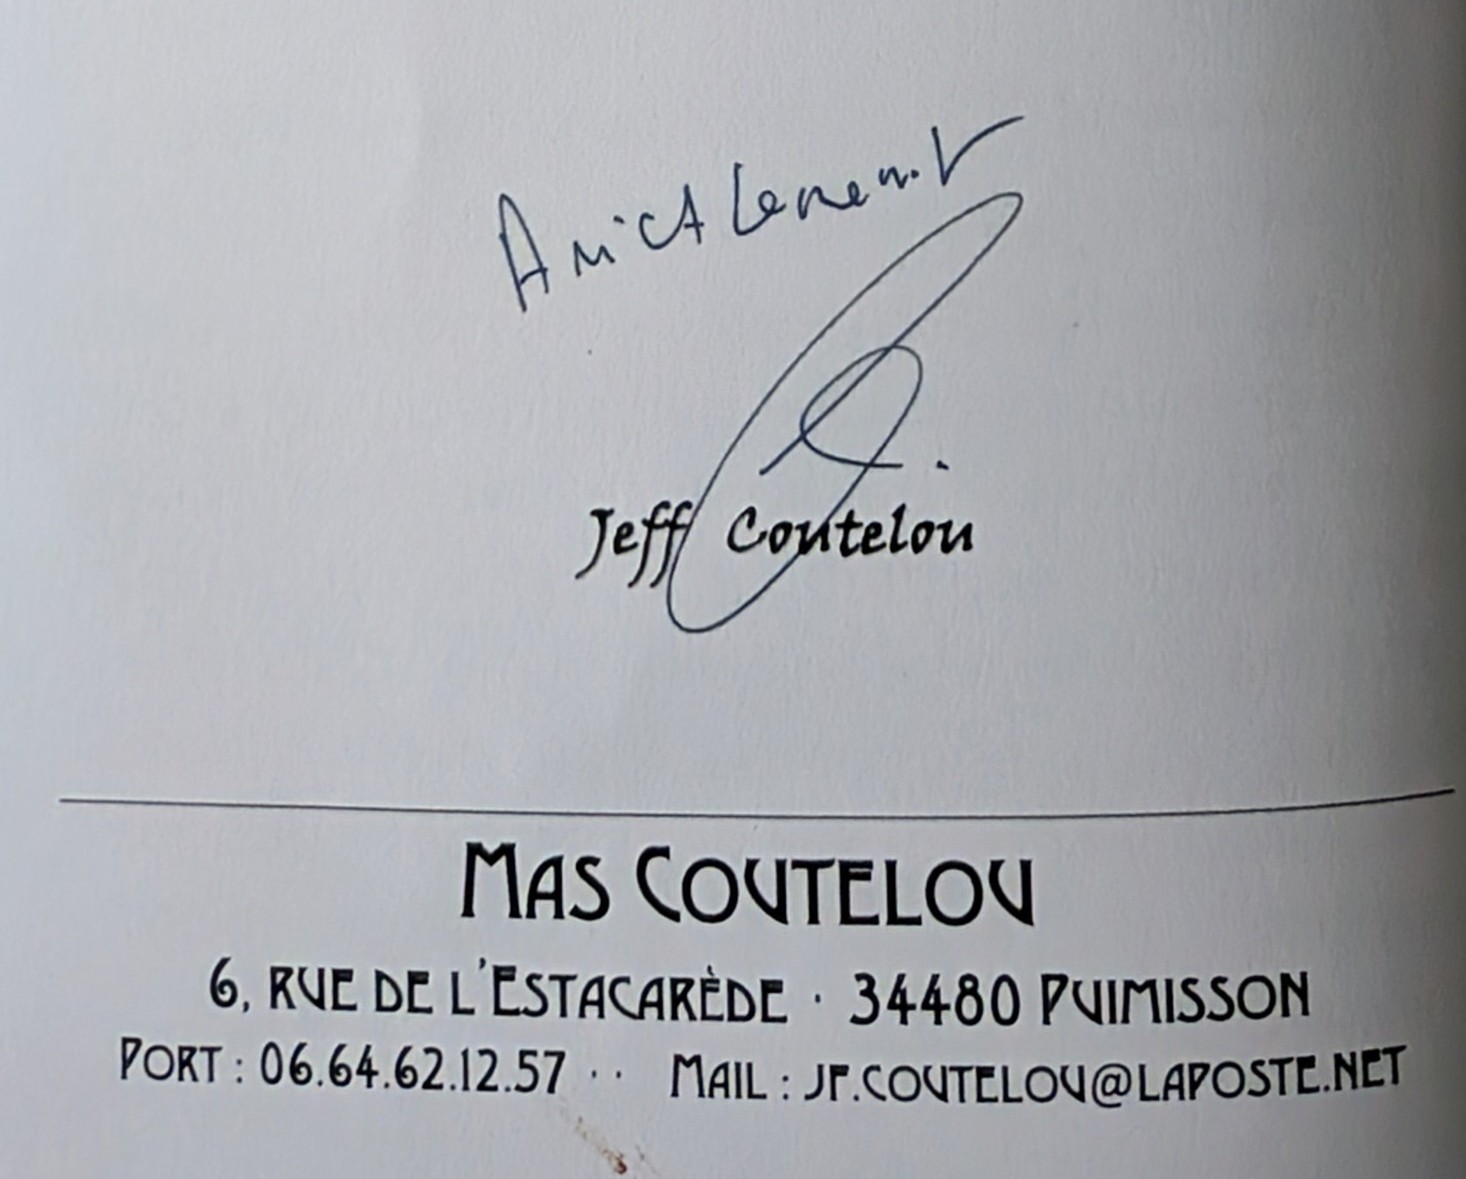 Amicalement
Jeff Coutelou
MAS COUTELOU
6, RUE DE L'ESTACARÈDE · 34480 PUIMISSON
PORT : 06.64.62.12.57 · · MAIL : JF.COUTELOU@LAPOSTE.NET